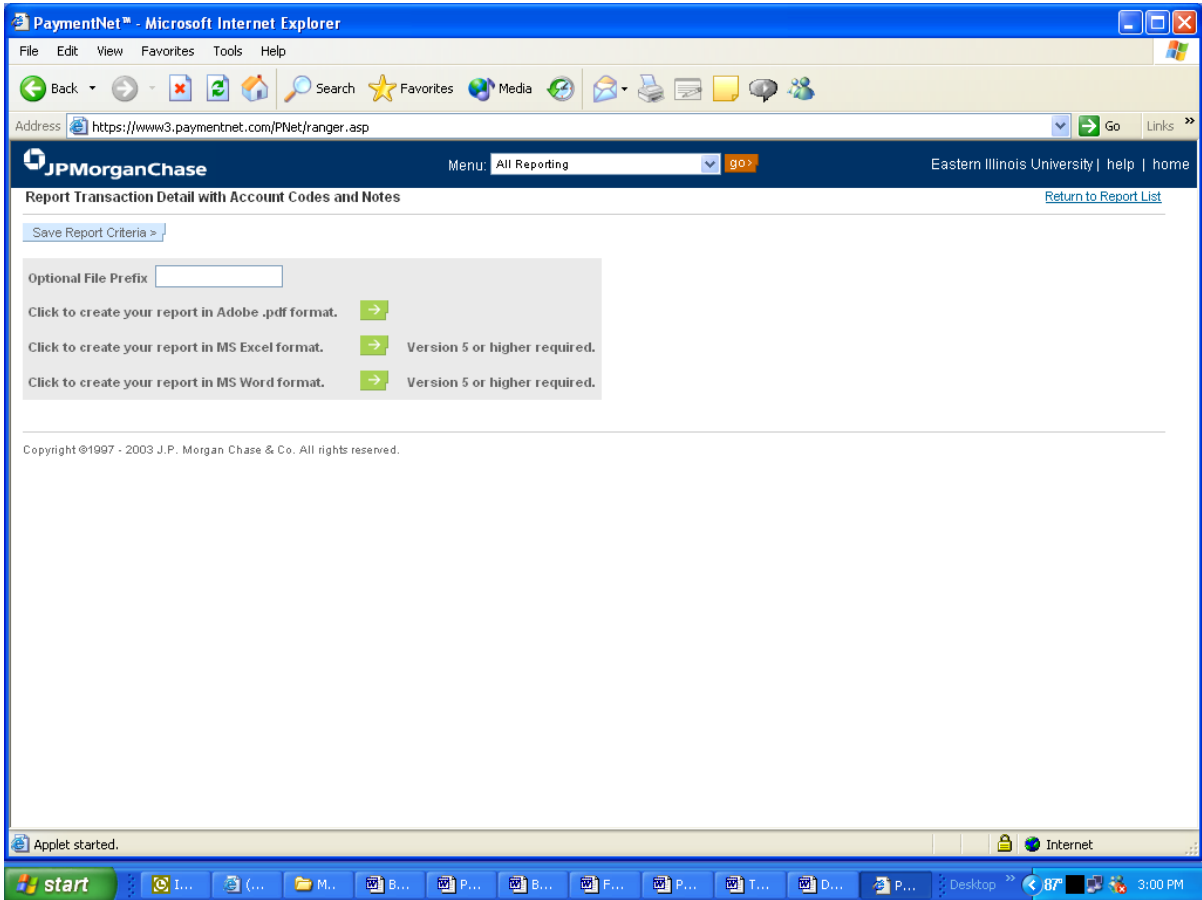 PaymentNet™ - Microsoft Internet Explorer
File Edit View Favorites Tools Help
Back Search Favorites Media
Address https://www3.paymentnet.com/PNet/ranger.asp Go Links »
JPMorganChase Menu: All Reporting go> Eastern Illinois University | help | home
Report Transaction Detail with Account Codes and Notes Return to Report List
Save Report Criteria >
Optional File Prefix
Click to create your report in Adobe .pdf format.
Click to create your report in MS Excel format. Version 5 or higher required.
Click to create your report in MS Word format. Version 5 or higher required.
Copyright ©1997 - 2003 J.P. Morgan Chase & Co. All rights reserved.
Applet started. Internet
start I... (... M... B... P... B... F... P... T... D... P... Desktop » 87° 3:00 PM